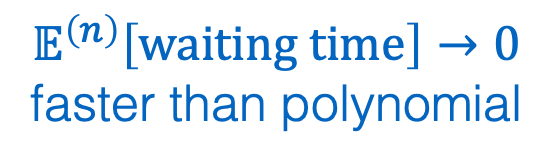 𝔼⁽ⁿ⁾[waiting time] → 0
faster than polynomial